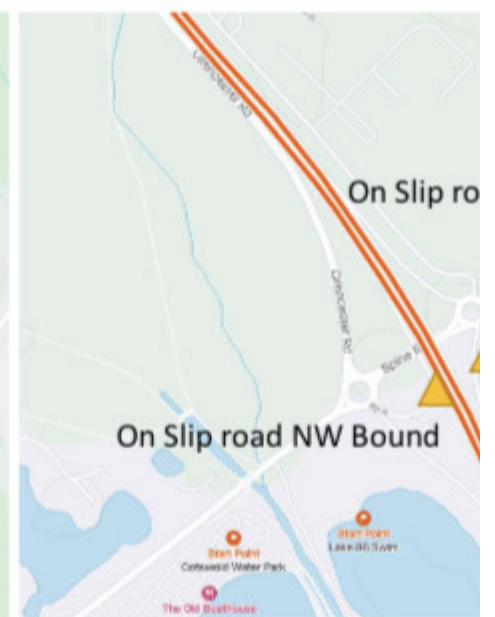 Cirencester Rd
On Slip ro
Cirencester Rd
Spine R
On Slip road NW Bound
Start Point
Lake 86 Swim
Start Point
Cotswold Water Park
The Old Boathouse